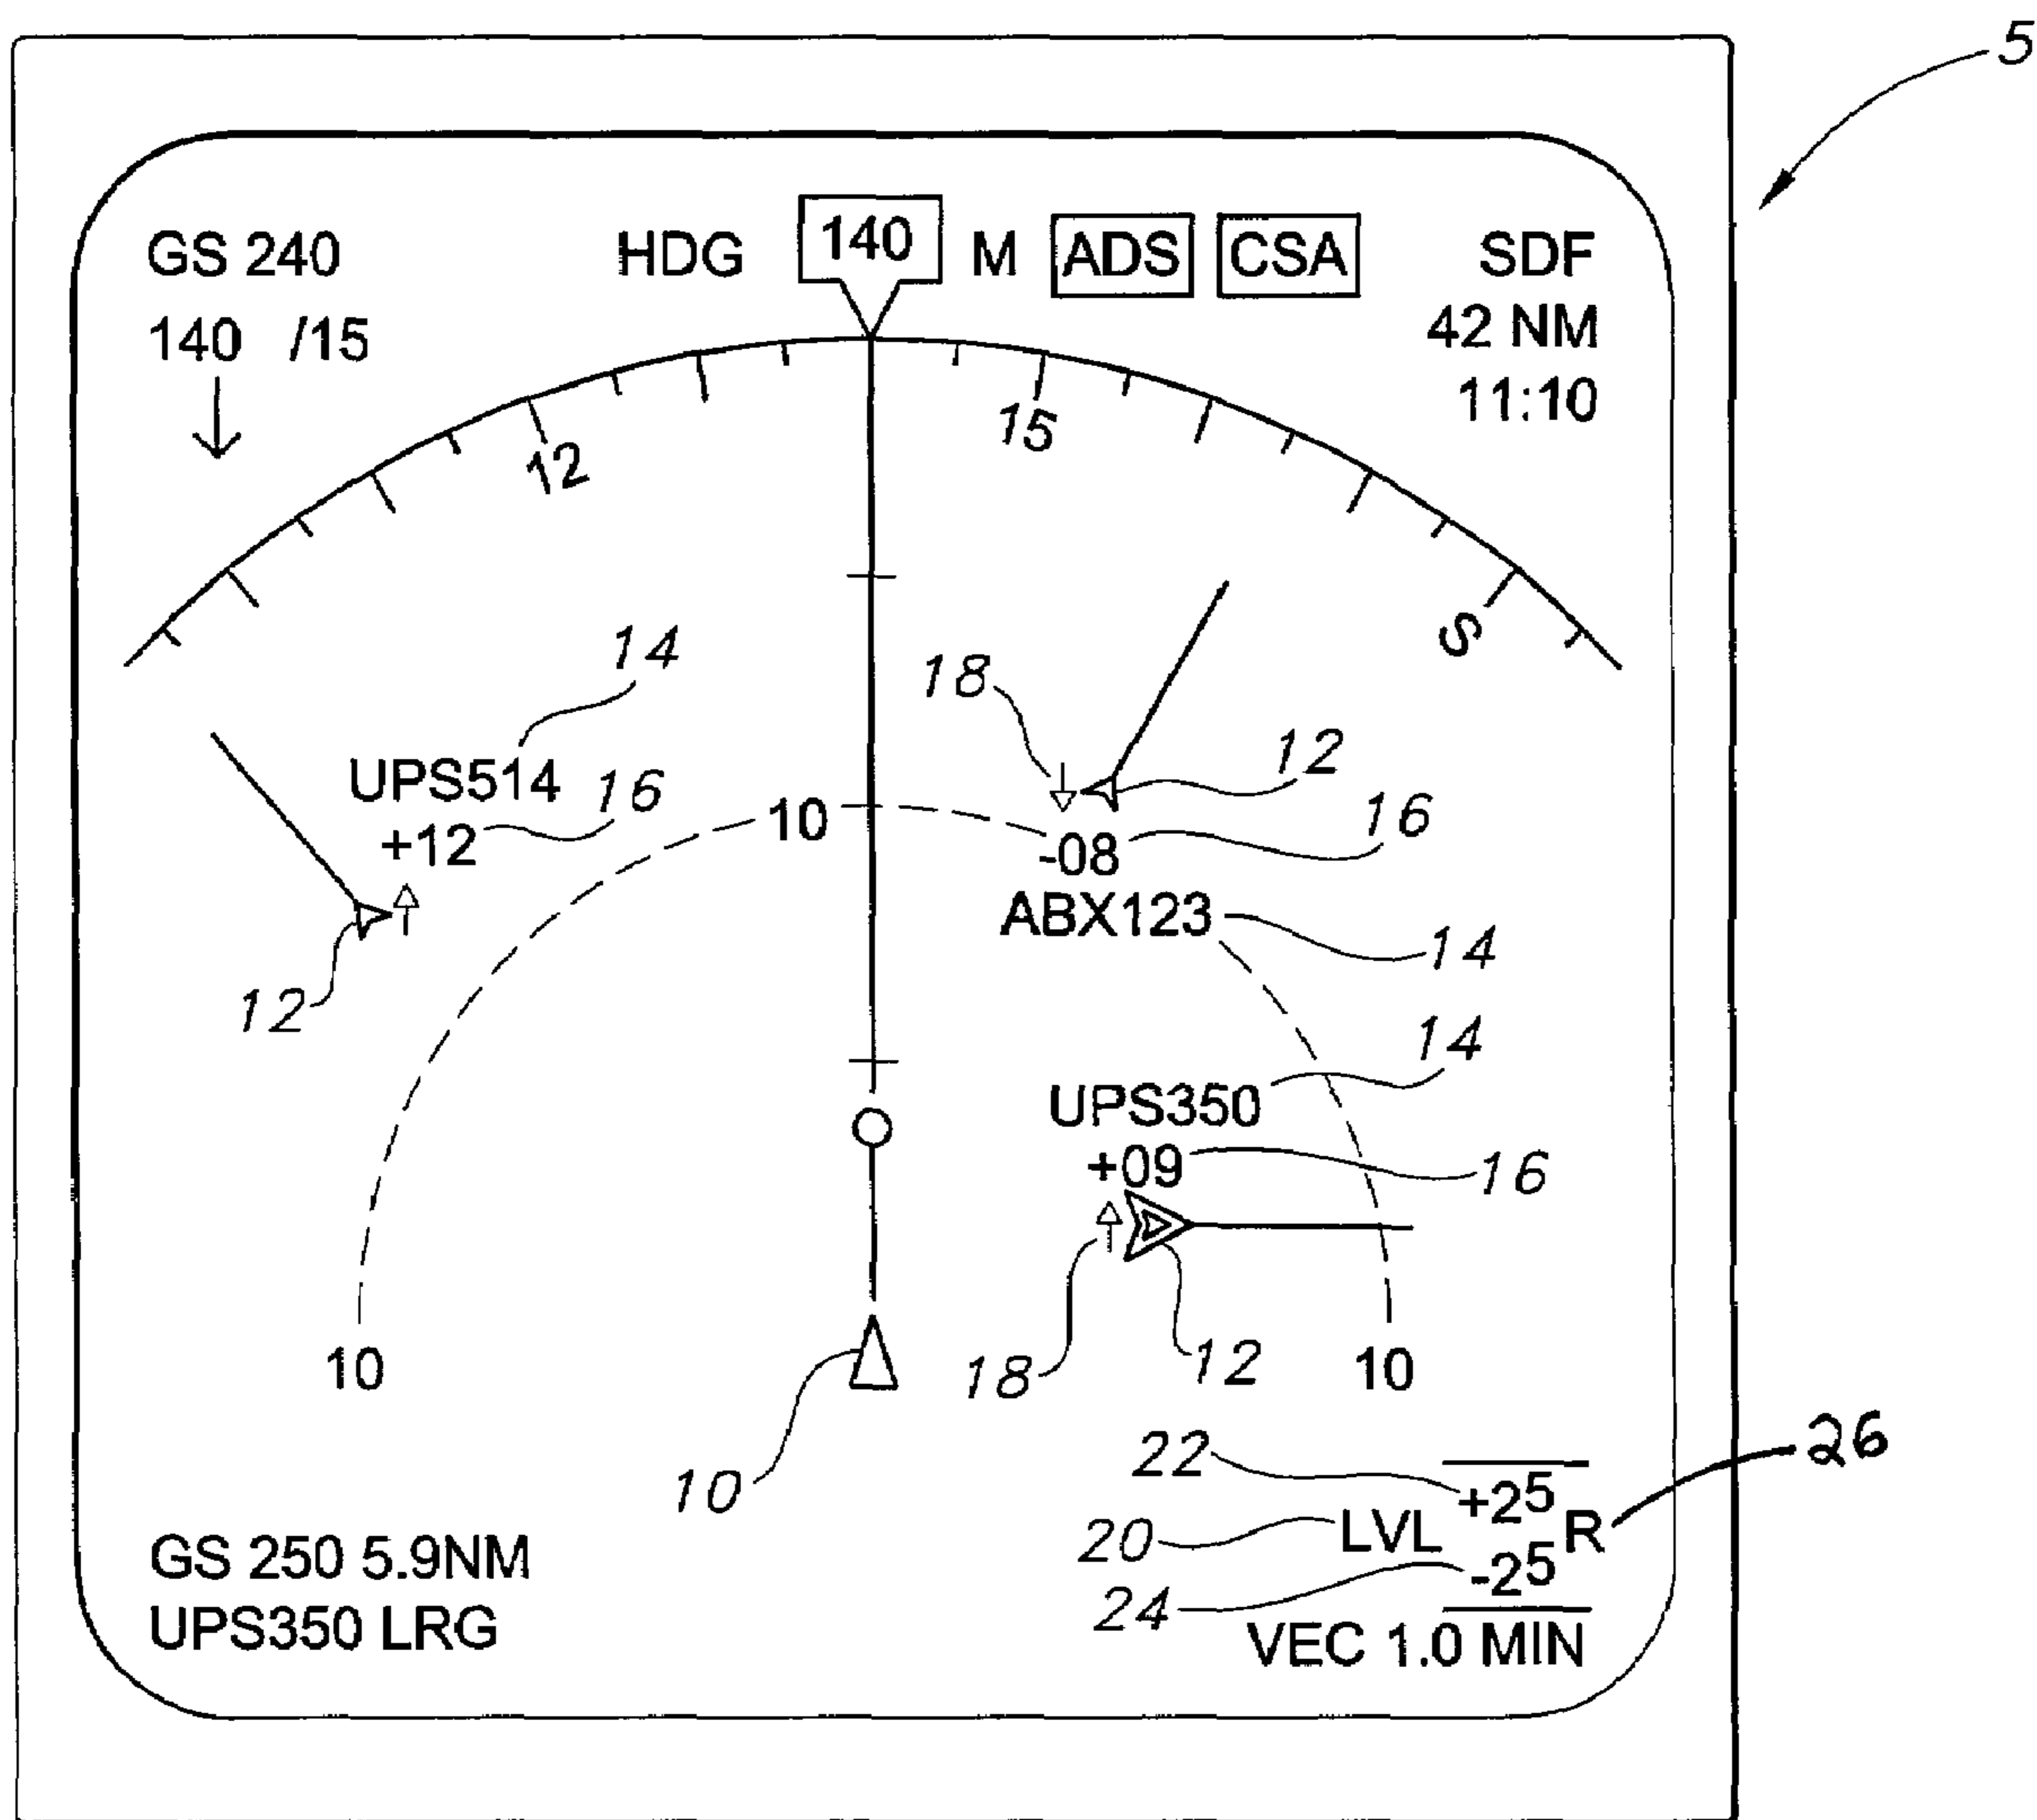 5
GS 240 HDG 140 M ADS CSA SDF
140 /15 42 NM
11:10
12 15
S
14
18
12
UPS514 16
10
16
+12
-08
ABX123 14
12
14
UPS350
+09 16
10 18 12 10
22 26
+25
10
20 LVL R
GS 250 5.9NM
-25
24
UPS350 LRG VEC 1.0 MIN